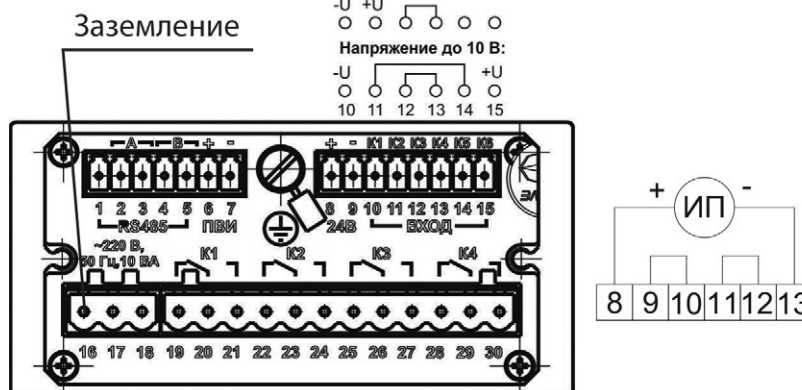 -U +U
Заземление
Напряжение до 10 В:
-U +U
10 11 12 13 14 15
A B + -
+ - К1 К2 К3 К4 К5 К6
1 2 3 4 5 6 7
8 9 10 11 12 13 14 15
RS485 ПВИ
24В ВХОД
~220 В,
50 Гц,10 ВА
К1 К2 К3 К4
16 17 18 19 20 21 22 23 24 25 26 27 28 29 30
+ ИП -
8 9 10 11 12 13